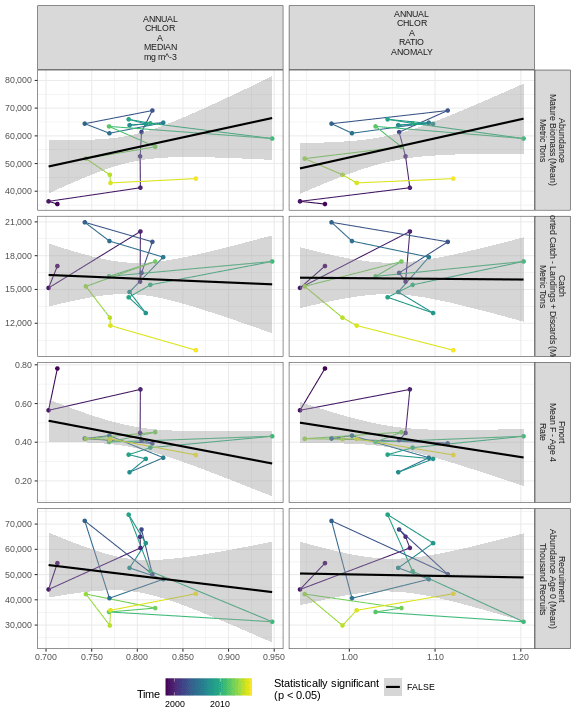 ANNUAL
CHLOR
A
MEDIAN
mg m^-3
ANNUAL
CHLOR
A
RATIO
ANOMALY
80,000
70,000
60,000
50,000
40,000
Abundance
Mature Biomass (Mean)
Metric Tons
21,000
18,000
15,000
12,000
Catch
orted Catch - Landings + Discards (M
Metric Tons
0.80
0.60
0.40
0.20
Fmort
Mean F - Age 4
Rate
70,000
60,000
50,000
40,000
30,000
Recruitment
Abundance Age 0 (Mean)
Thousand Recruits
0.700 0.750 0.800 0.850 0.900 0.950
1.00 1.10 1.20
Time
2000 2010
Statistically significant
(p < 0.05)
FALSE